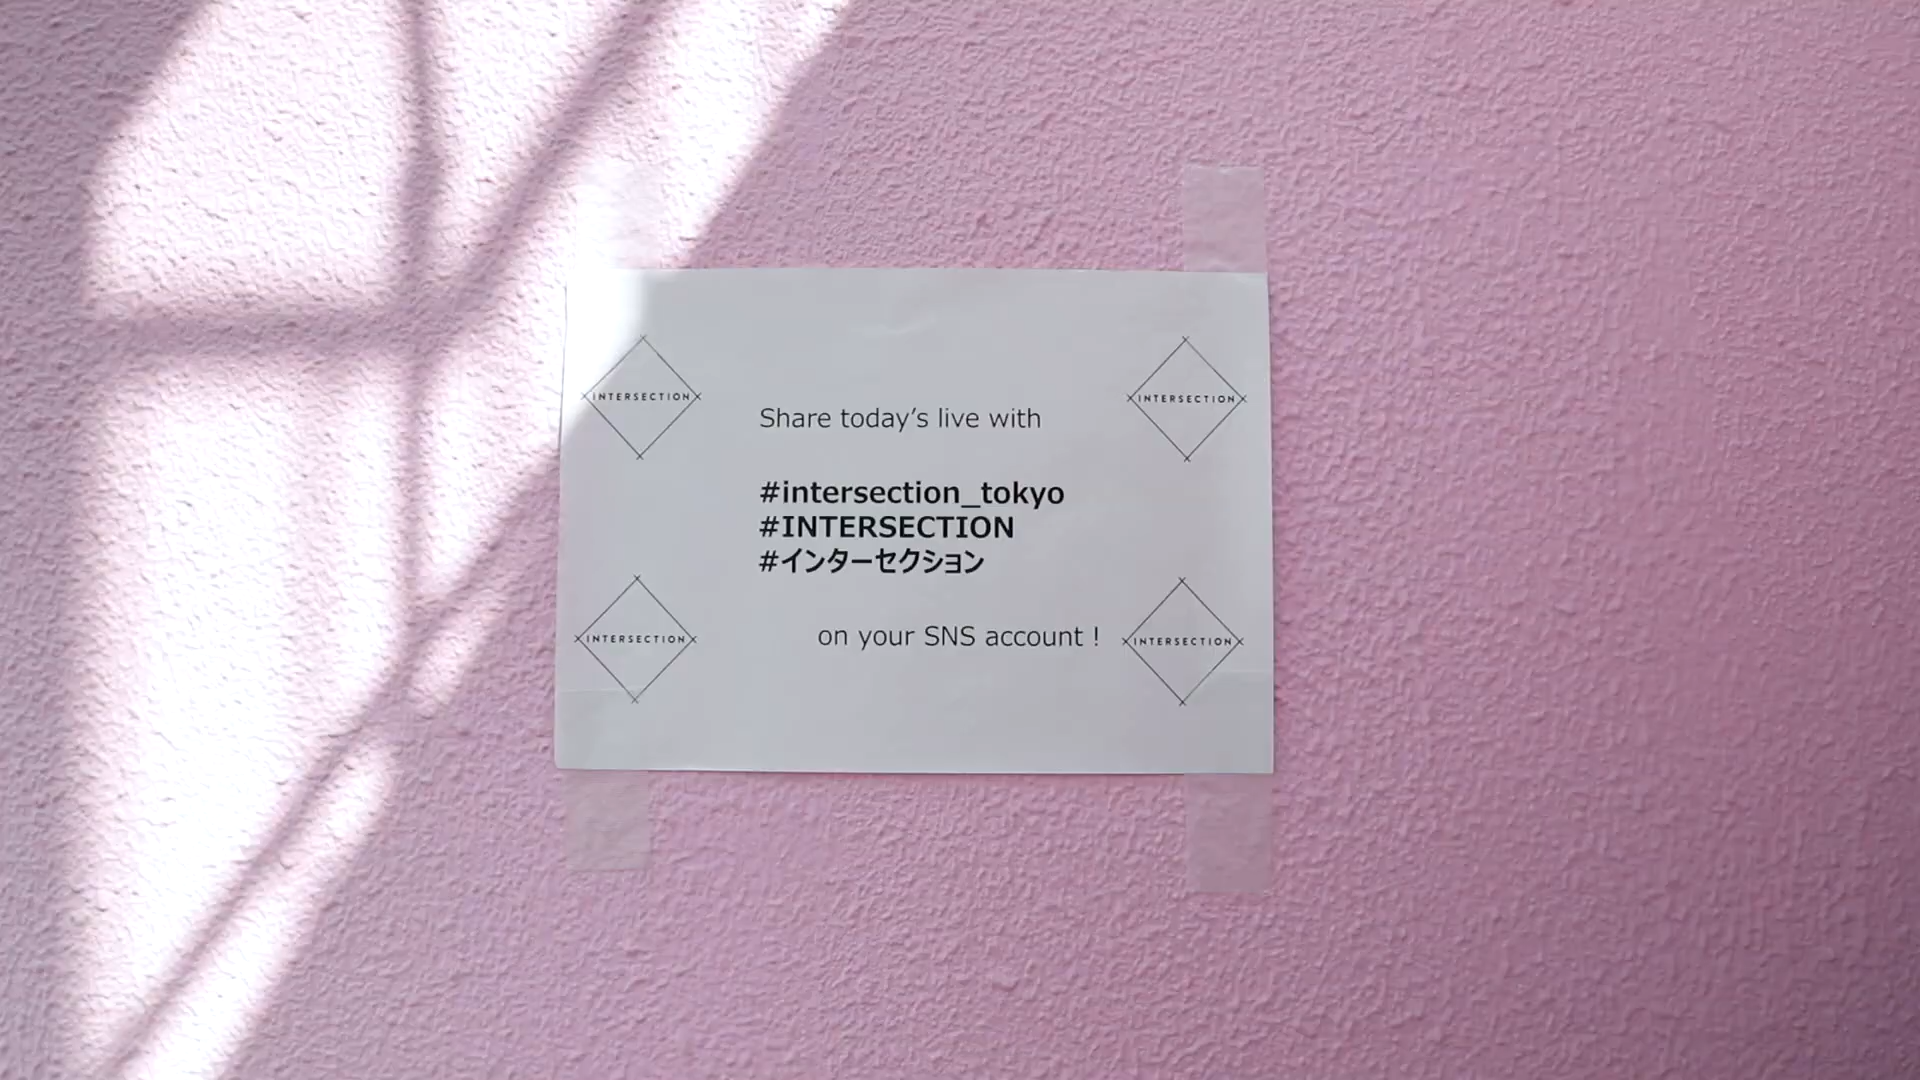 INTERSECTION
INTERSECTION
Share today's live with
#intersection_tokyo
#INTERSECTION
#インターセクション
on your SNS account !
INTERSECTION
INTERSECTION